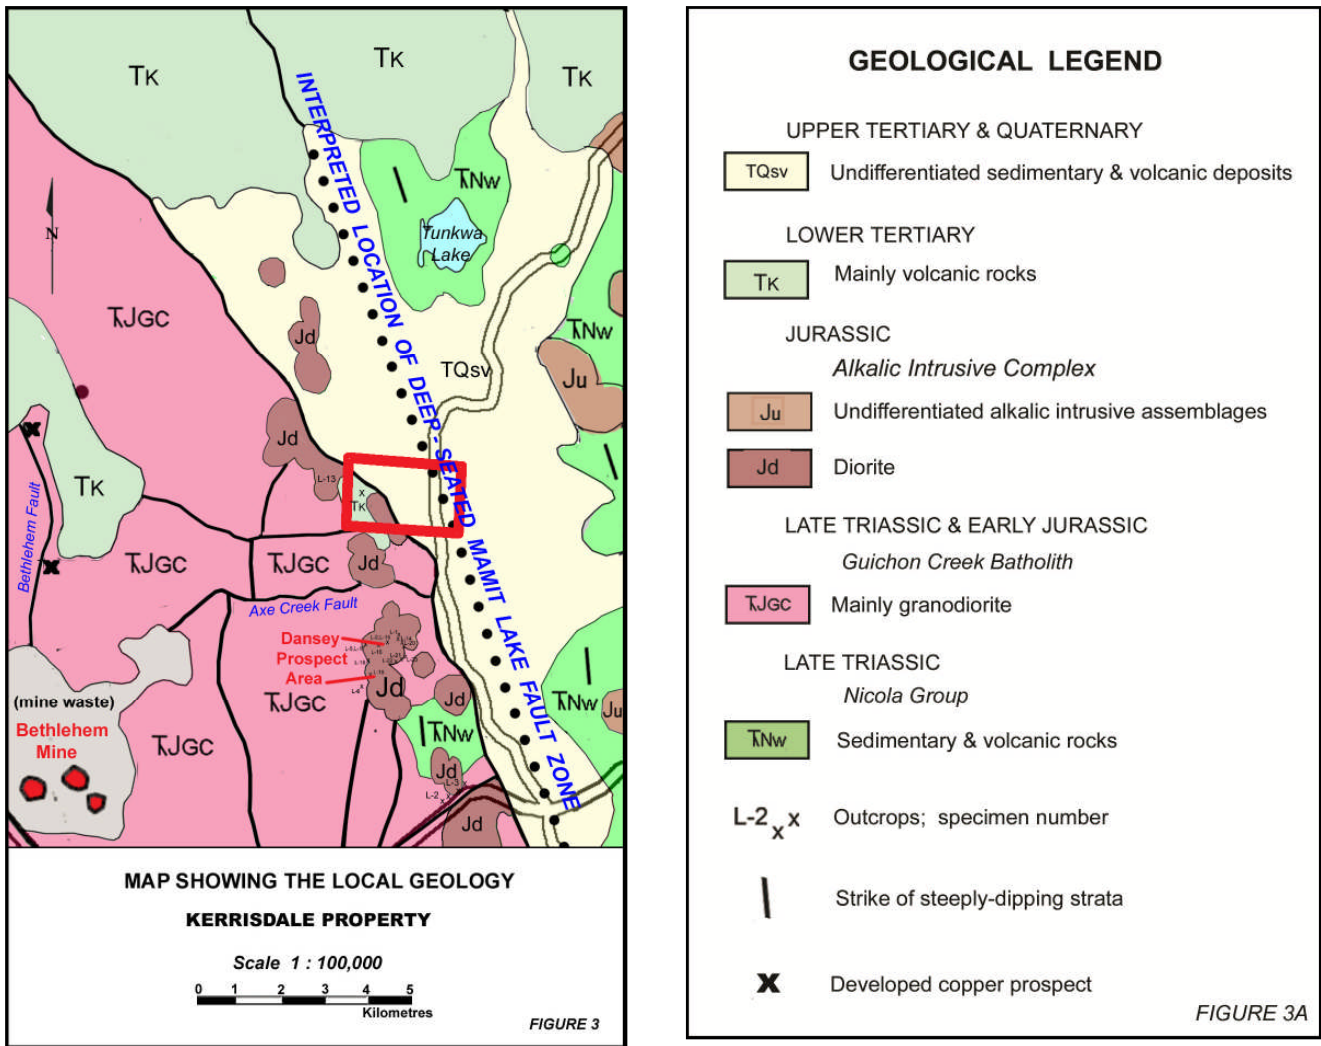 TK
TK
TK
INTERPRETED LOCATION OF DEEP-SEATED MAMIT LAKE FAULT ZONE
TNw
Tunkwa
Lake
N
TJGC
TNw
Jd
TQsv
Ju
Jd
L-13
TK
x
TK
Bethlehem Fault
TJGC
TJGC
Jd
Axe Creek Fault
Dansey
Prospect
Area
Jd
Jd
TJGC
TNw
TNw
Ju
(mine waste)
Bethlehem
Mine
TJGC
Jd
L-3
L-2
Jd
MAP SHOWING THE LOCAL GEOLOGY
KERRISDALE PROPERTY
Scale 1 : 100,000
0 1 2 3 4 5
Kilometres
FIGURE 3
GEOLOGICAL LEGEND
UPPER TERTIARY & QUATERNARY
TQsv Undifferentiated sedimentary & volcanic deposits
LOWER TERTIARY
TK Mainly volcanic rocks
JURASSIC
Alkalic Intrusive Complex
Ju Undifferentiated alkalic intrusive assemblages
Jd Diorite
LATE TRIASSIC & EARLY JURASSIC
Guichon Creek Batholith
TJGC Mainly granodiorite
LATE TRIASSIC
Nicola Group
TNw Sedimentary & volcanic rocks
L-2 x x Outcrops; specimen number
Strike of steeply-dipping strata
x Developed copper prospect
FIGURE 3A